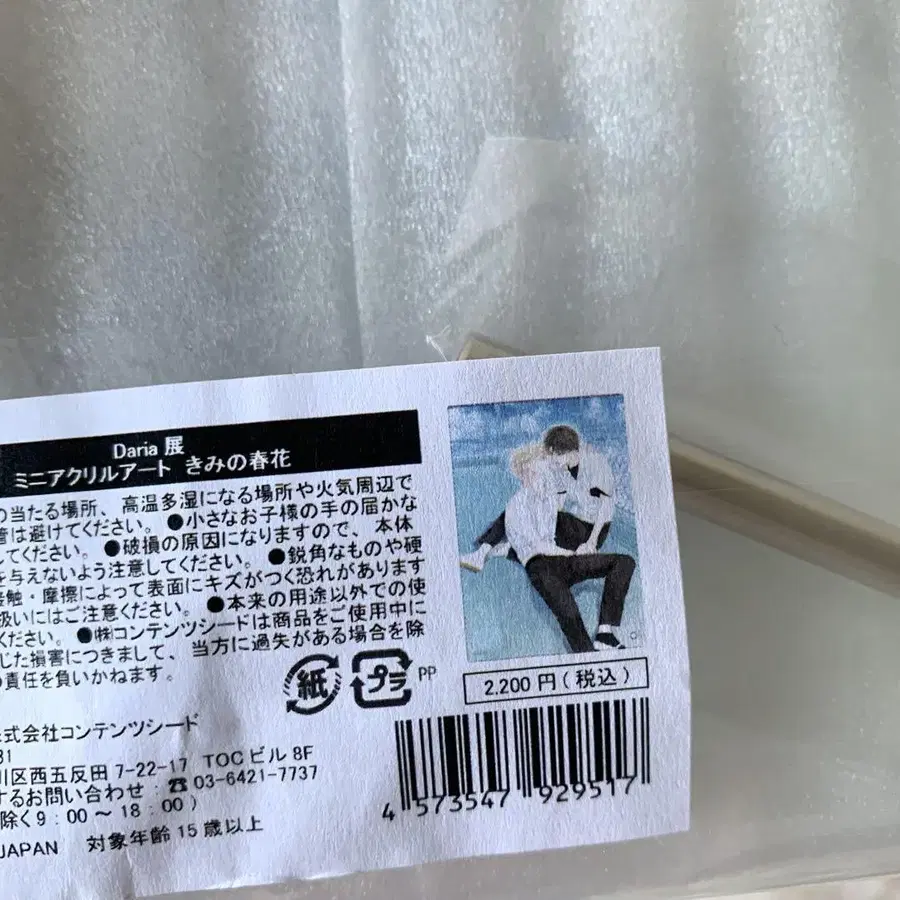 Daria 展
ミニアクリルアート きみの春花
の当たる場所、高温多湿になる場所や火気周辺で
管は避けてください。 ●小さなお子様の手の届かな
してください。 ●破損の原因になりますので、本体
を与えないよう注意してください。 ●鋭角なものや硬
接触・摩擦によって表面にキズがつく恐れがあります
扱いにはご注意ください。 ●本来の用途以外での使
ください。 ●㈱コンテンツシードは商品をご使用中に
じた損害につきまして、当方に過失がある場合を除
の責任を負いかねます。
紙
プラ
PP
2,200 円 ( 税込 )
式会社コンテンツシード
31
川区西五反田 7-22-17 TOC ビル 8F
するお問い合わせ : ☎ 03-6421-7737
除く 9 : 00 ～ 18 : 00 )
JAPAN 対象年齢 15 歳以上
4 573547 929517